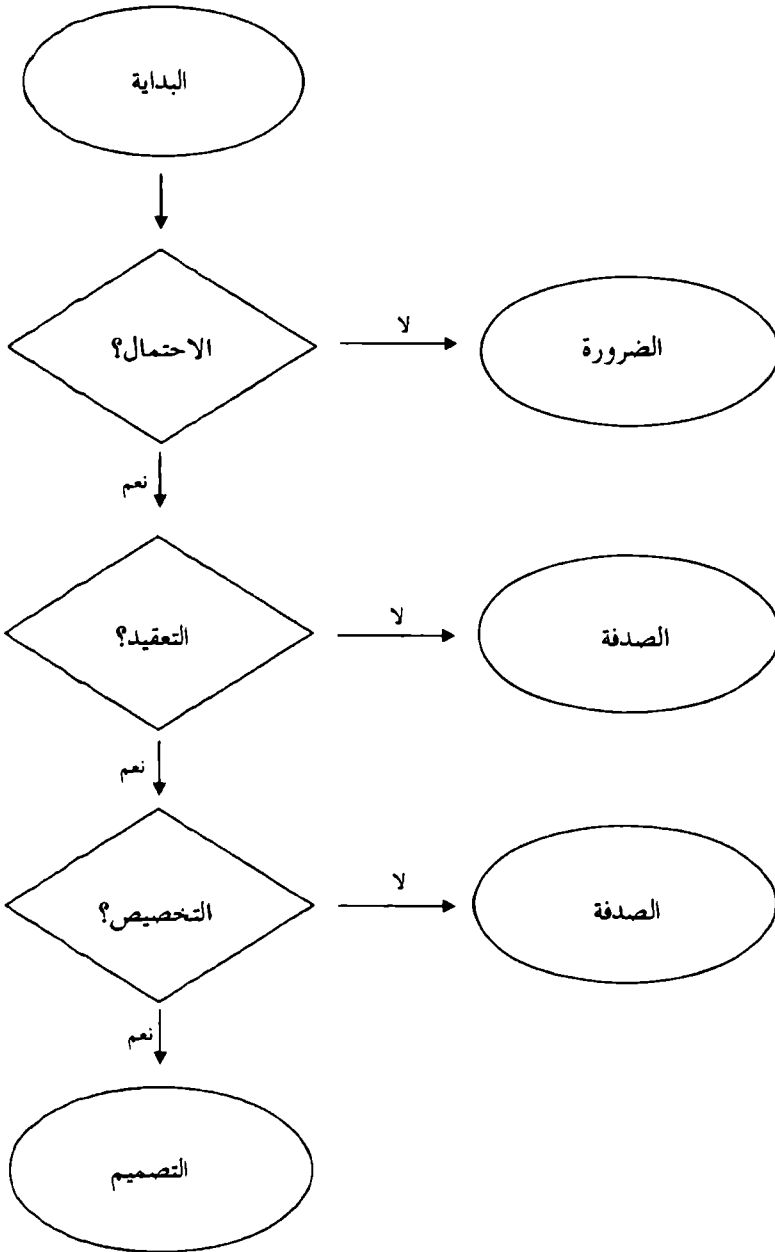 البداية
الاحتمال؟
لا
الضرورة
نعم
التعقيد؟
لا
الصدفة
نعم
التخصيص؟
لا
الصدفة
نعم
التصميم